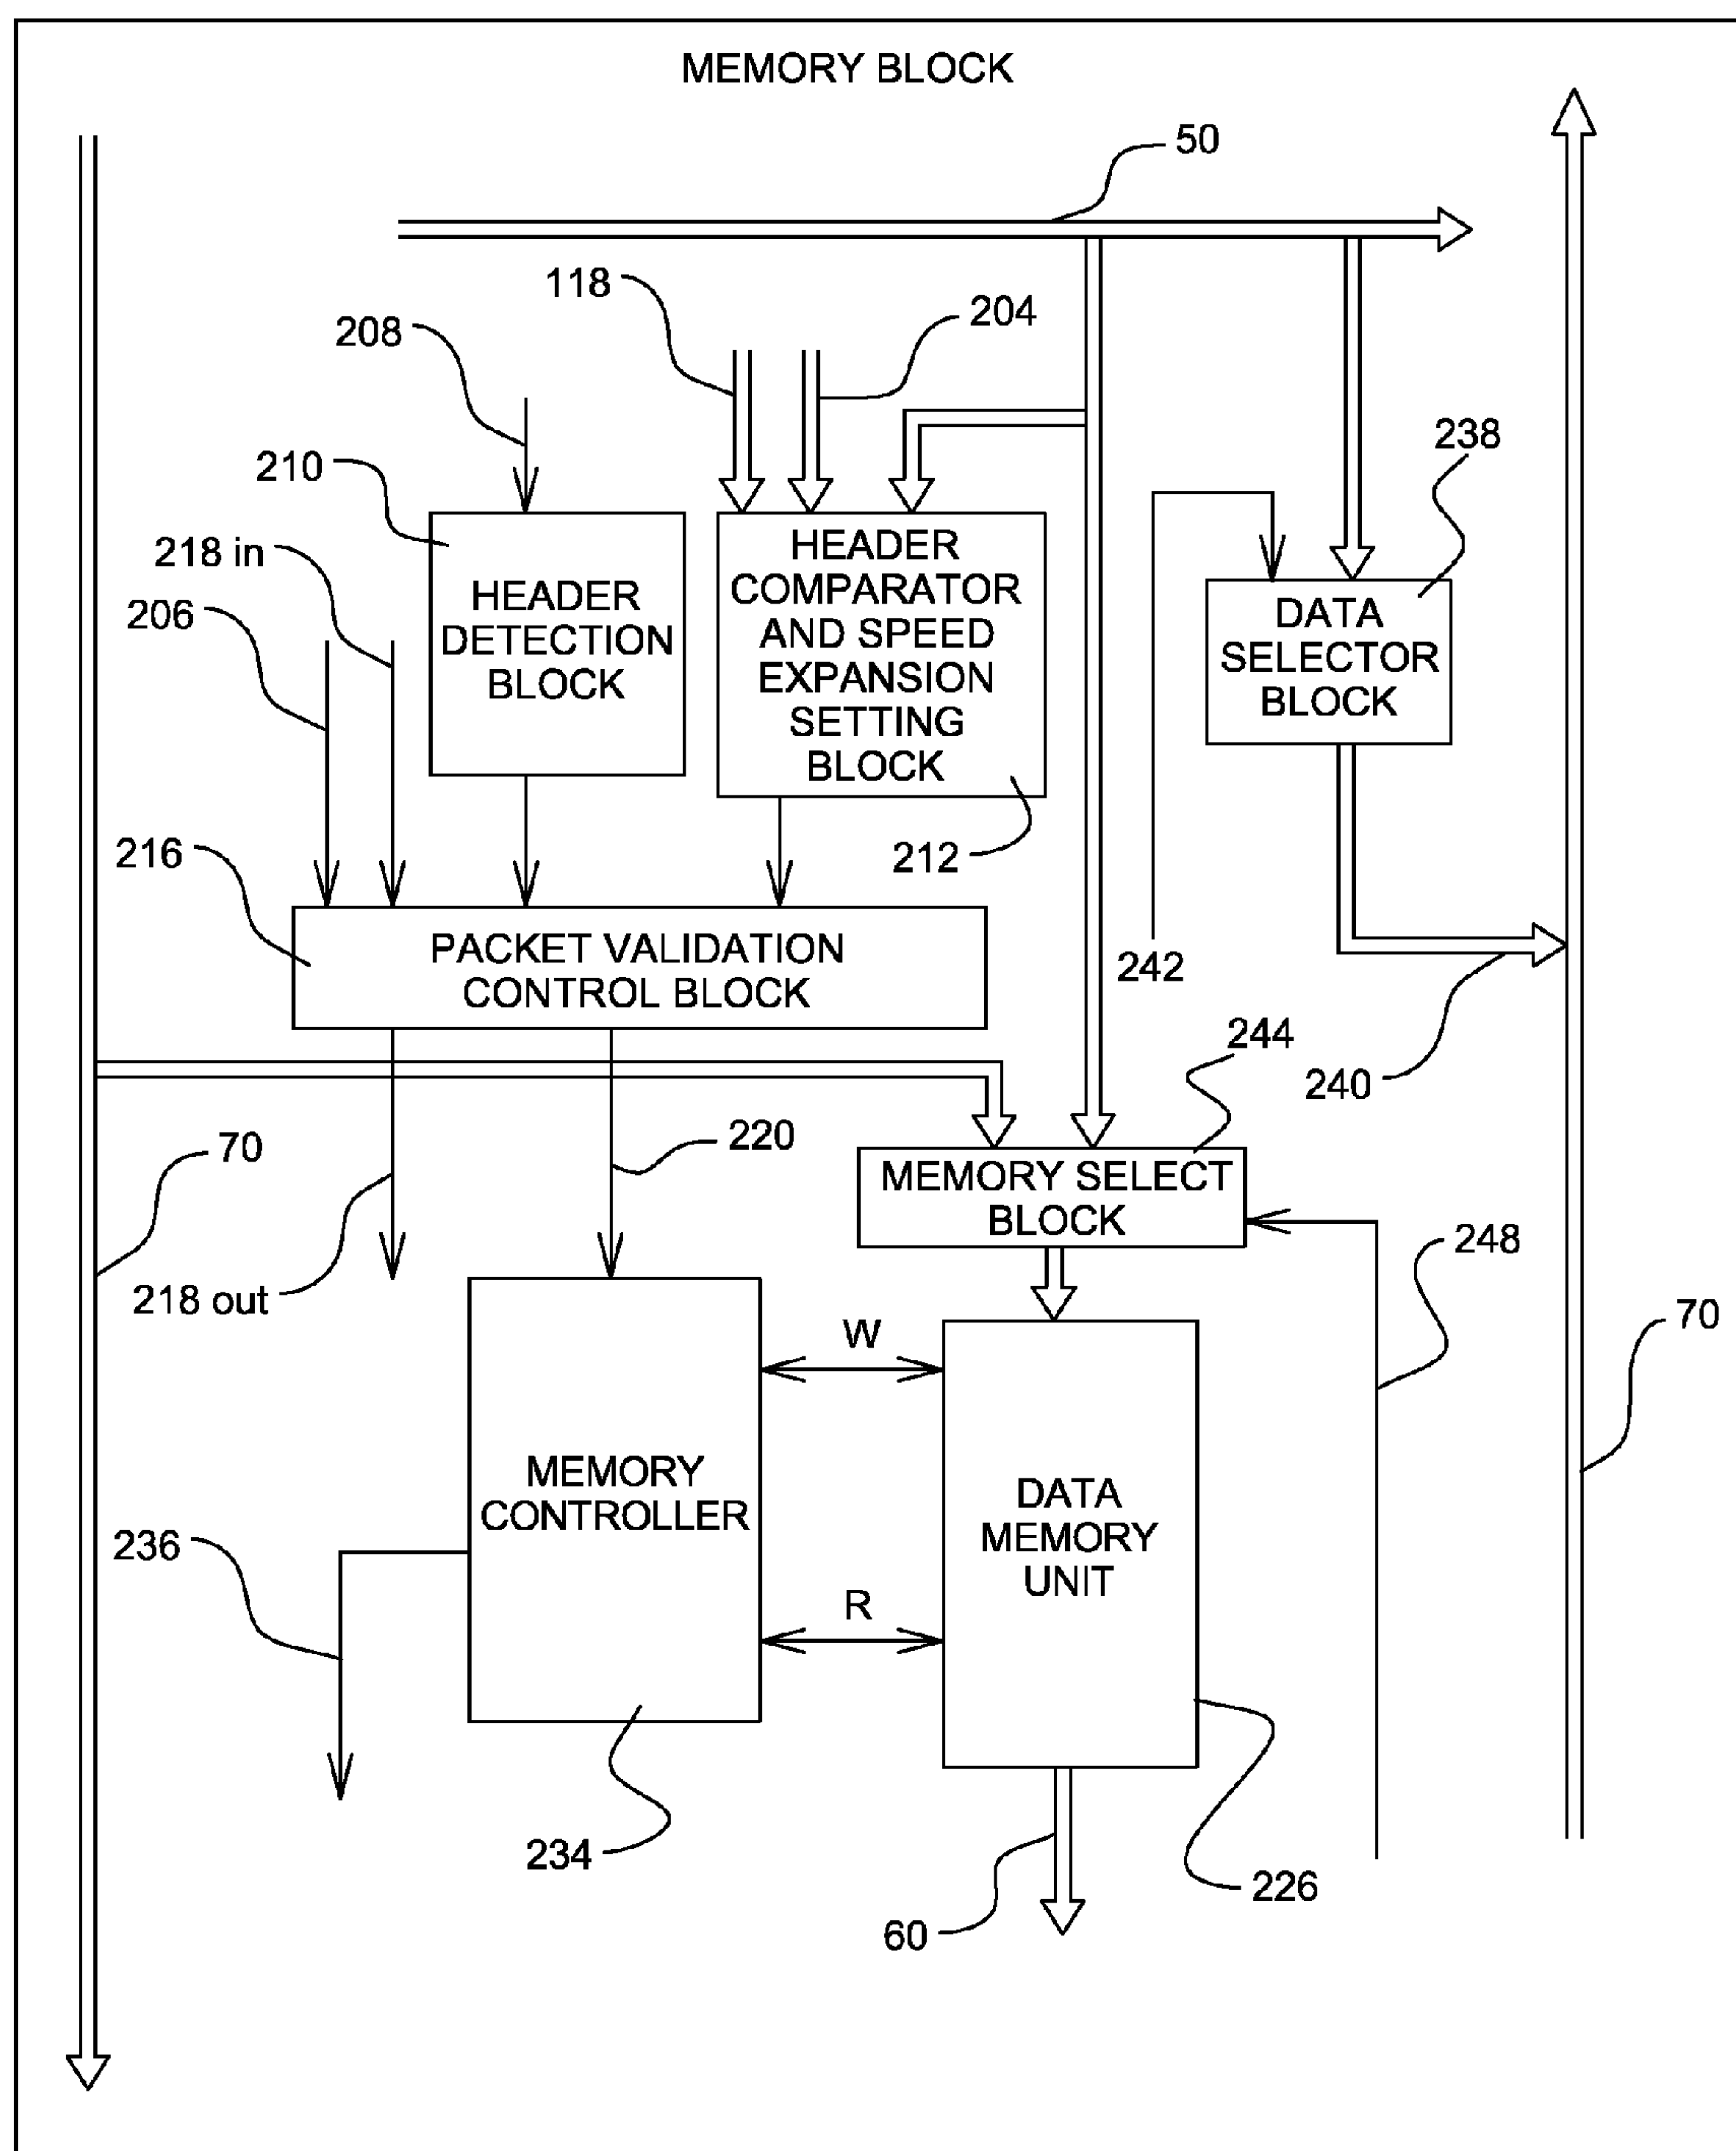 MEMORY BLOCK
50
118
204
208
238
210
218 in
206
HEADER
DETECTION
BLOCK
HEADER
COMPARATOR
AND SPEED
EXPANSION
SETTING
BLOCK
DATA
SELECTOR
BLOCK
216
212
PACKET VALIDATION
CONTROL BLOCK
242
244
240
70
220
MEMORY SELECT
BLOCK
248
218 out
70
W
MEMORY
CONTROLLER
DATA
MEMORY
UNIT
236
R
234
226
60